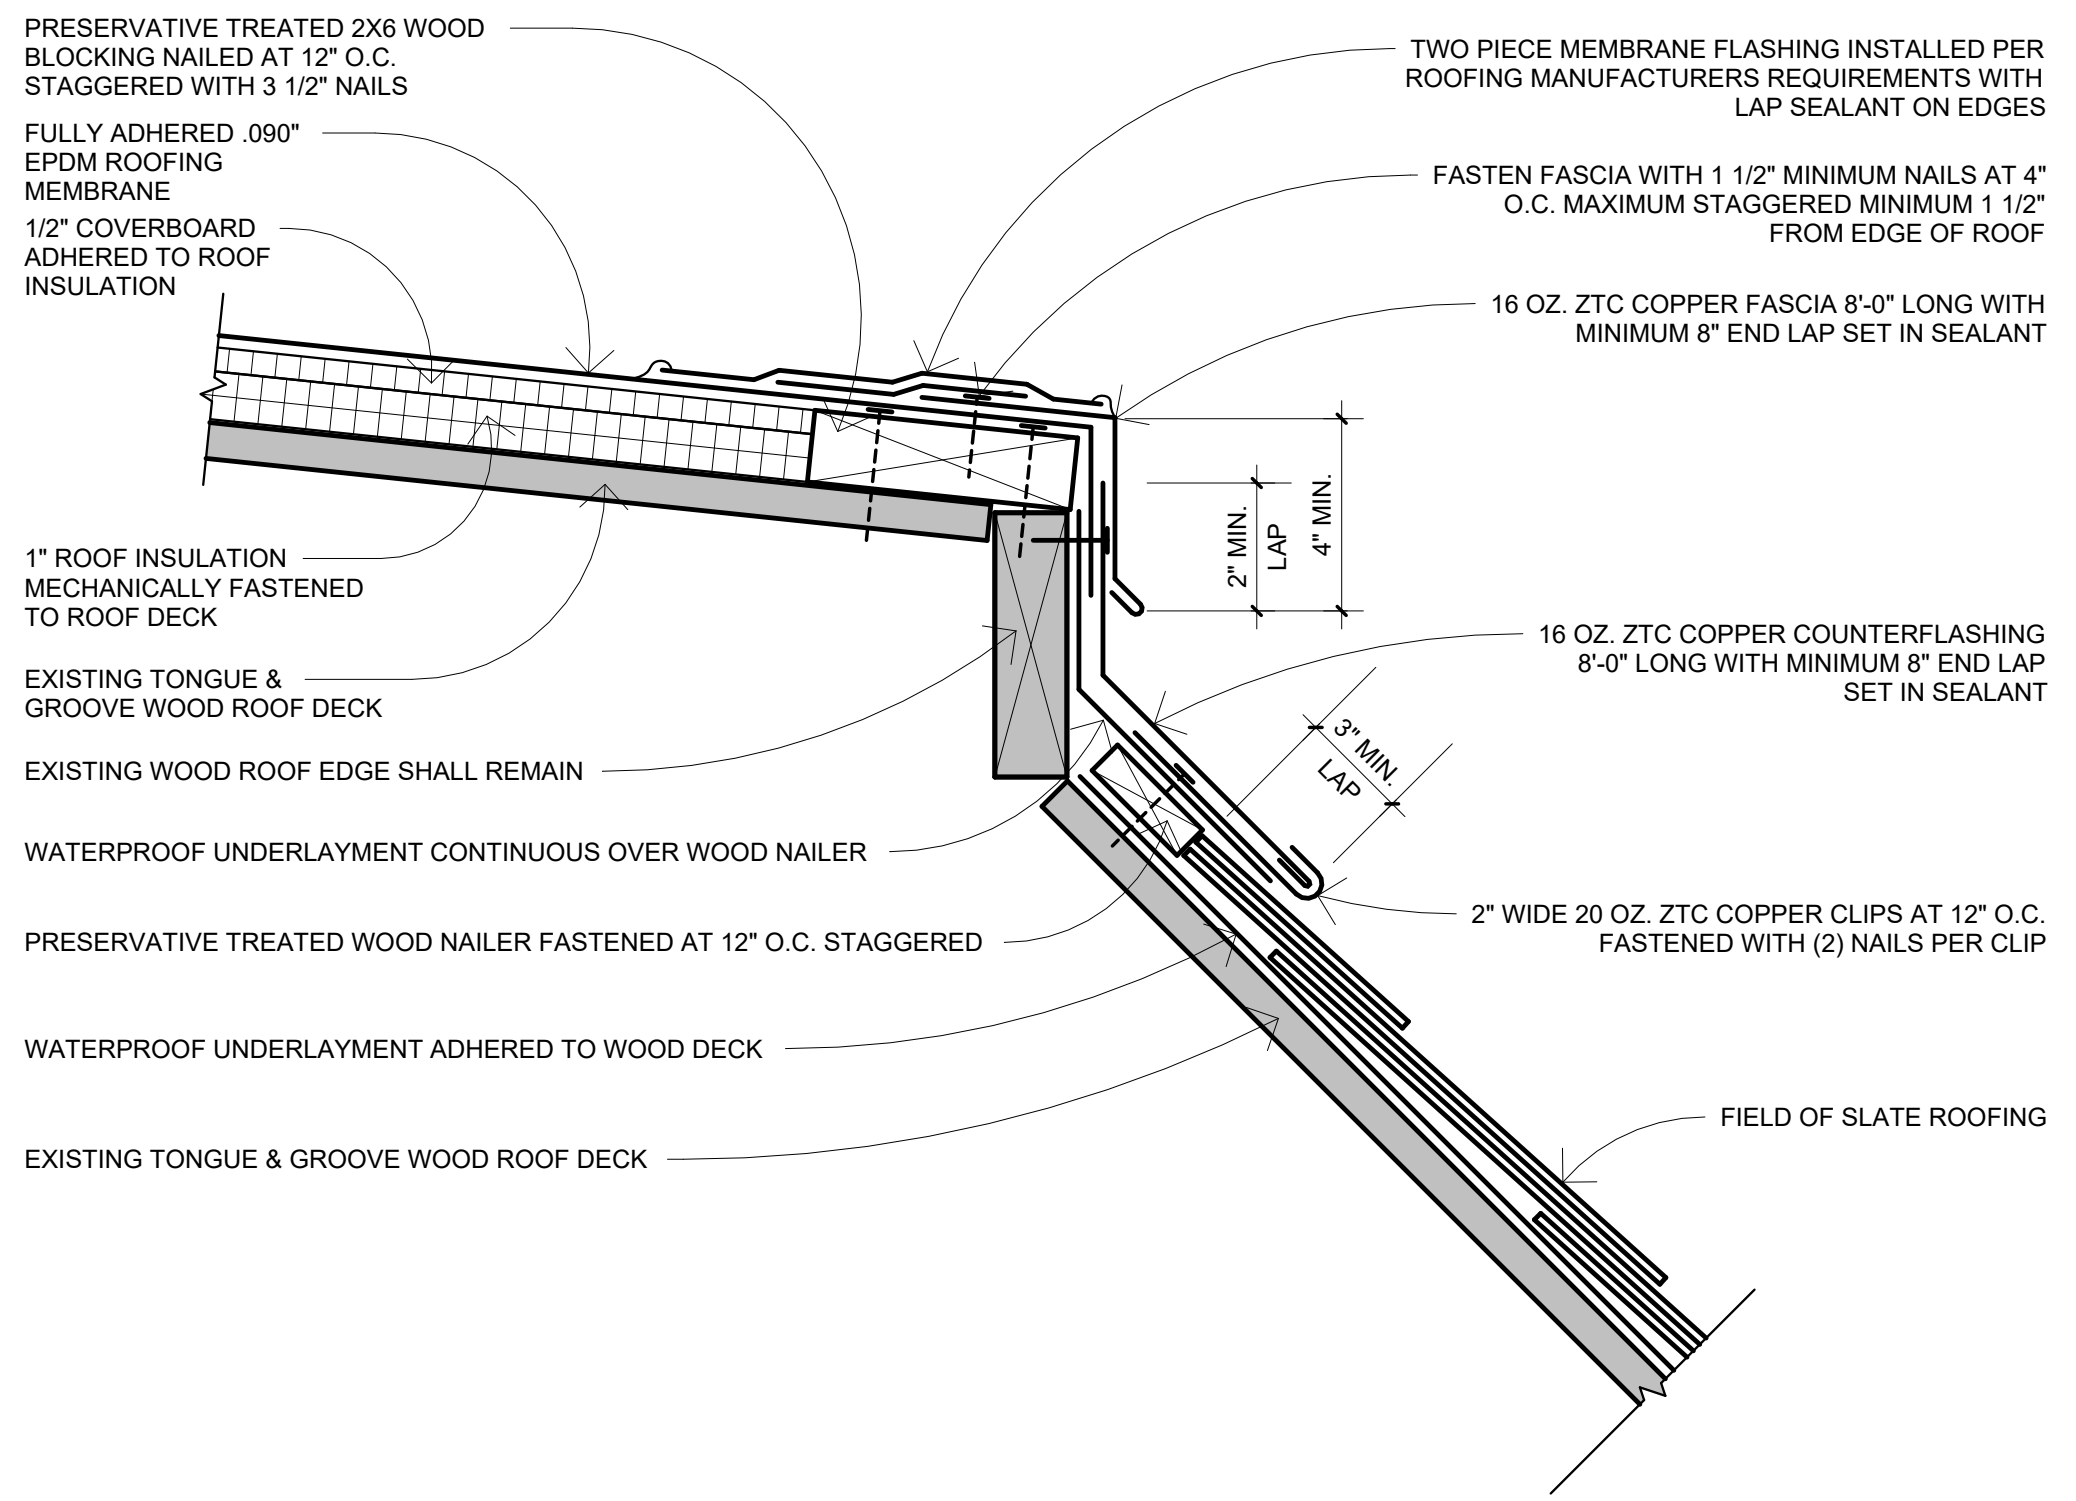 PRESERVATIVE TREATED 2X6 WOOD
BLOCKING NAILED AT 12" O.C.
STAGGERED WITH 3 1/2" NAILS
FULLY ADHERED .090"
EPDM ROOFING
MEMBRANE
1/2" COVERBOARD
ADHERED TO ROOF
INSULATION
1" ROOF INSULATION
MECHANICALLY FASTENED
TO ROOF DECK
EXISTING TONGUE &
GROOVE WOOD ROOF DECK
EXISTING WOOD ROOF EDGE SHALL REMAIN
WATERPROOF UNDERLAYMENT CONTINUOUS OVER WOOD NAILER
PRESERVATIVE TREATED WOOD NAILER FASTENED AT 12" O.C. STAGGERED
WATERPROOF UNDERLAYMENT ADHERED TO WOOD DECK
EXISTING TONGUE & GROOVE WOOD ROOF DECK
TWO PIECE MEMBRANE FLASHING INSTALLED PER
ROOFING MANUFACTURERS REQUIREMENTS WITH
LAP SEALANT ON EDGES
FASTEN FASCIA WITH 1 1/2" MINIMUM NAILS AT 4"
O.C. MAXIMUM STAGGERED MINIMUM 1 1/2"
FROM EDGE OF ROOF
16 OZ. ZTC COPPER FASCIA 8'-0" LONG WITH
MINIMUM 8" END LAP SET IN SEALANT
2" MIN.
LAP
4" MIN.
16 OZ. ZTC COPPER COUNTERFLASHING
8'-0" LONG WITH MINIMUM 8" END LAP
SET IN SEALANT
3" MIN.
LAP
2" WIDE 20 OZ. ZTC COPPER CLIPS AT 12" O.C.
FASTENED WITH (2) NAILS PER CLIP
FIELD OF SLATE ROOFING